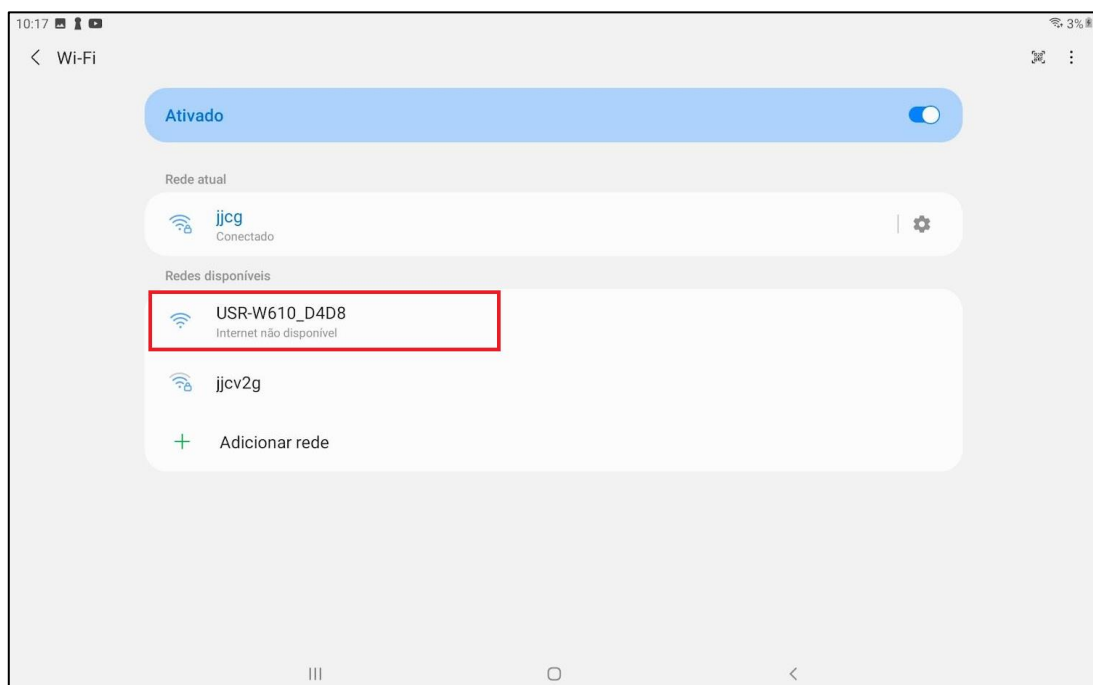 10:17 3%
Wi-Fi
Ativado
Rede atual
jjcg
Conectado
Redes disponíveis
USR-W610_D4D8
Internet não disponível
jjcv2g
Adicionar rede